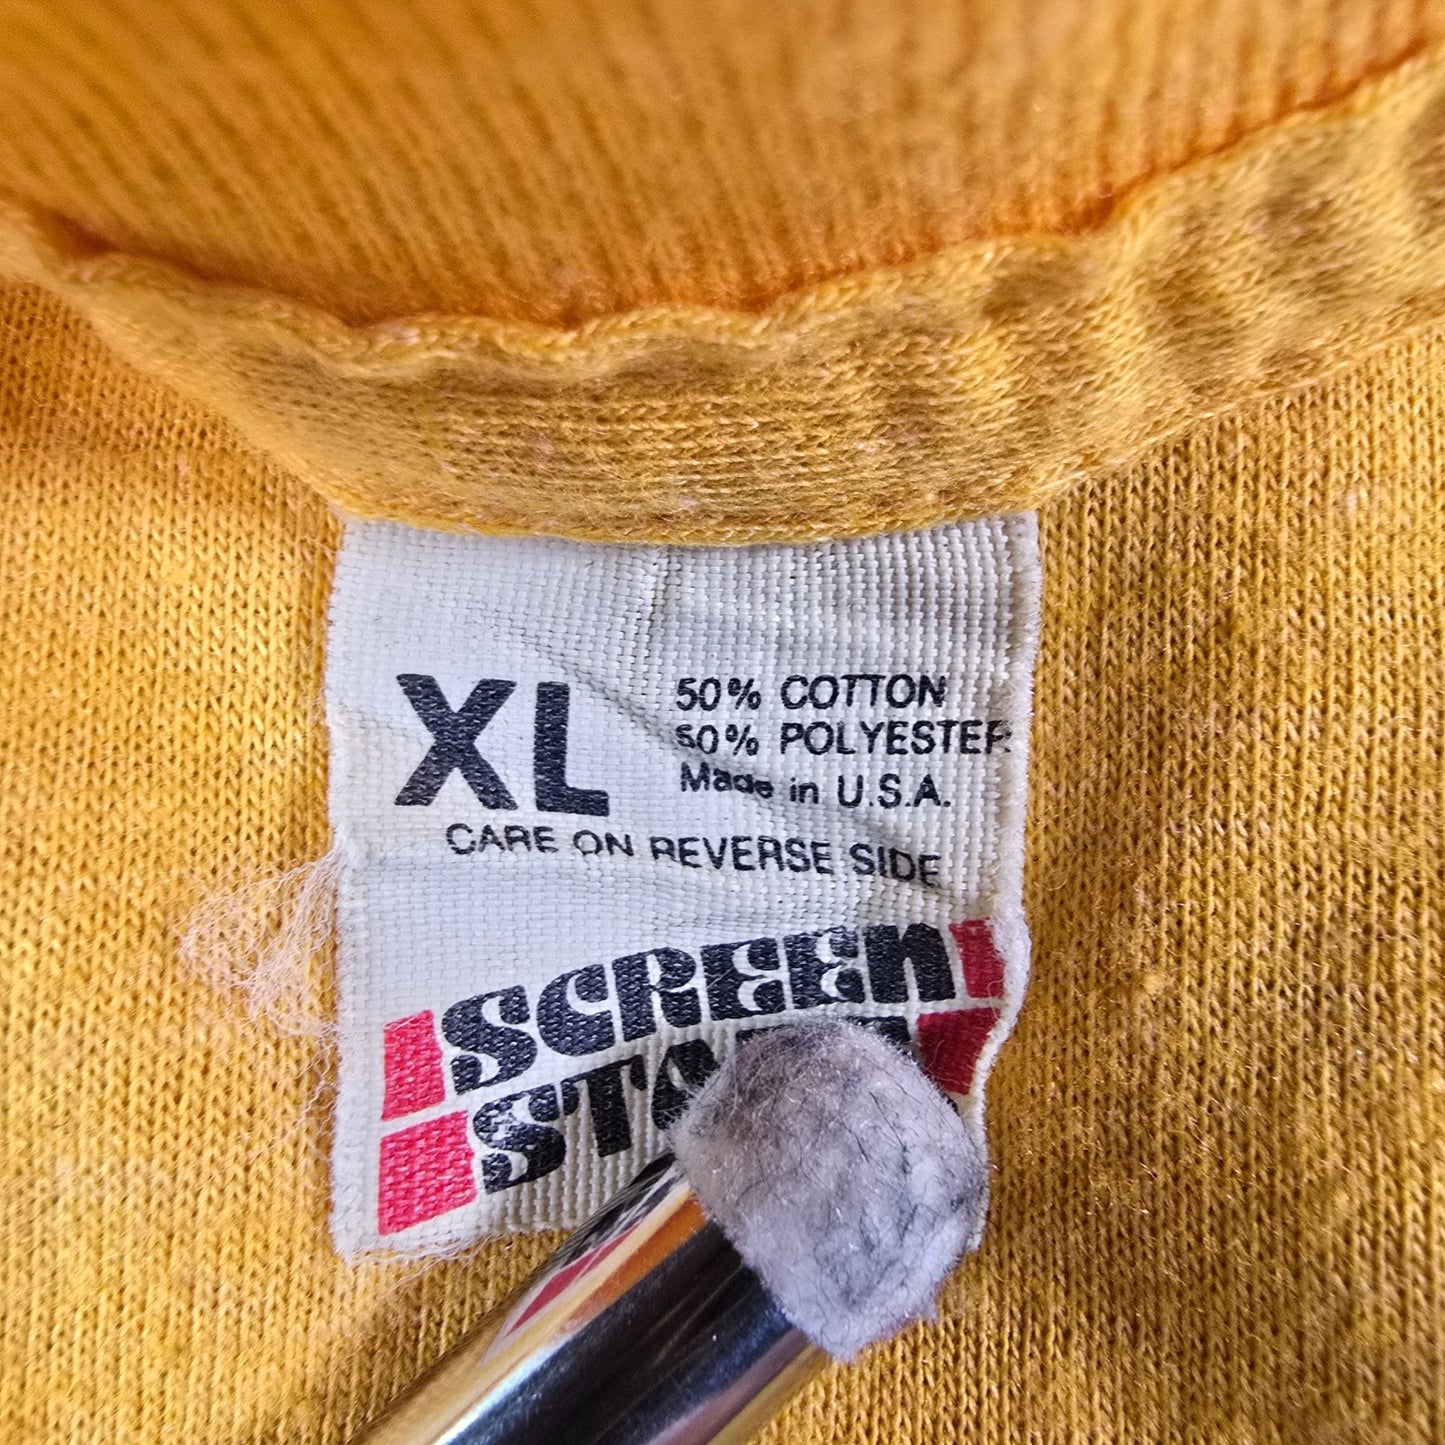 XL
50% COTTON
50% POLYESTER
Made in U.S.A.
CARE ON REVERSE SIDE
SCREEN